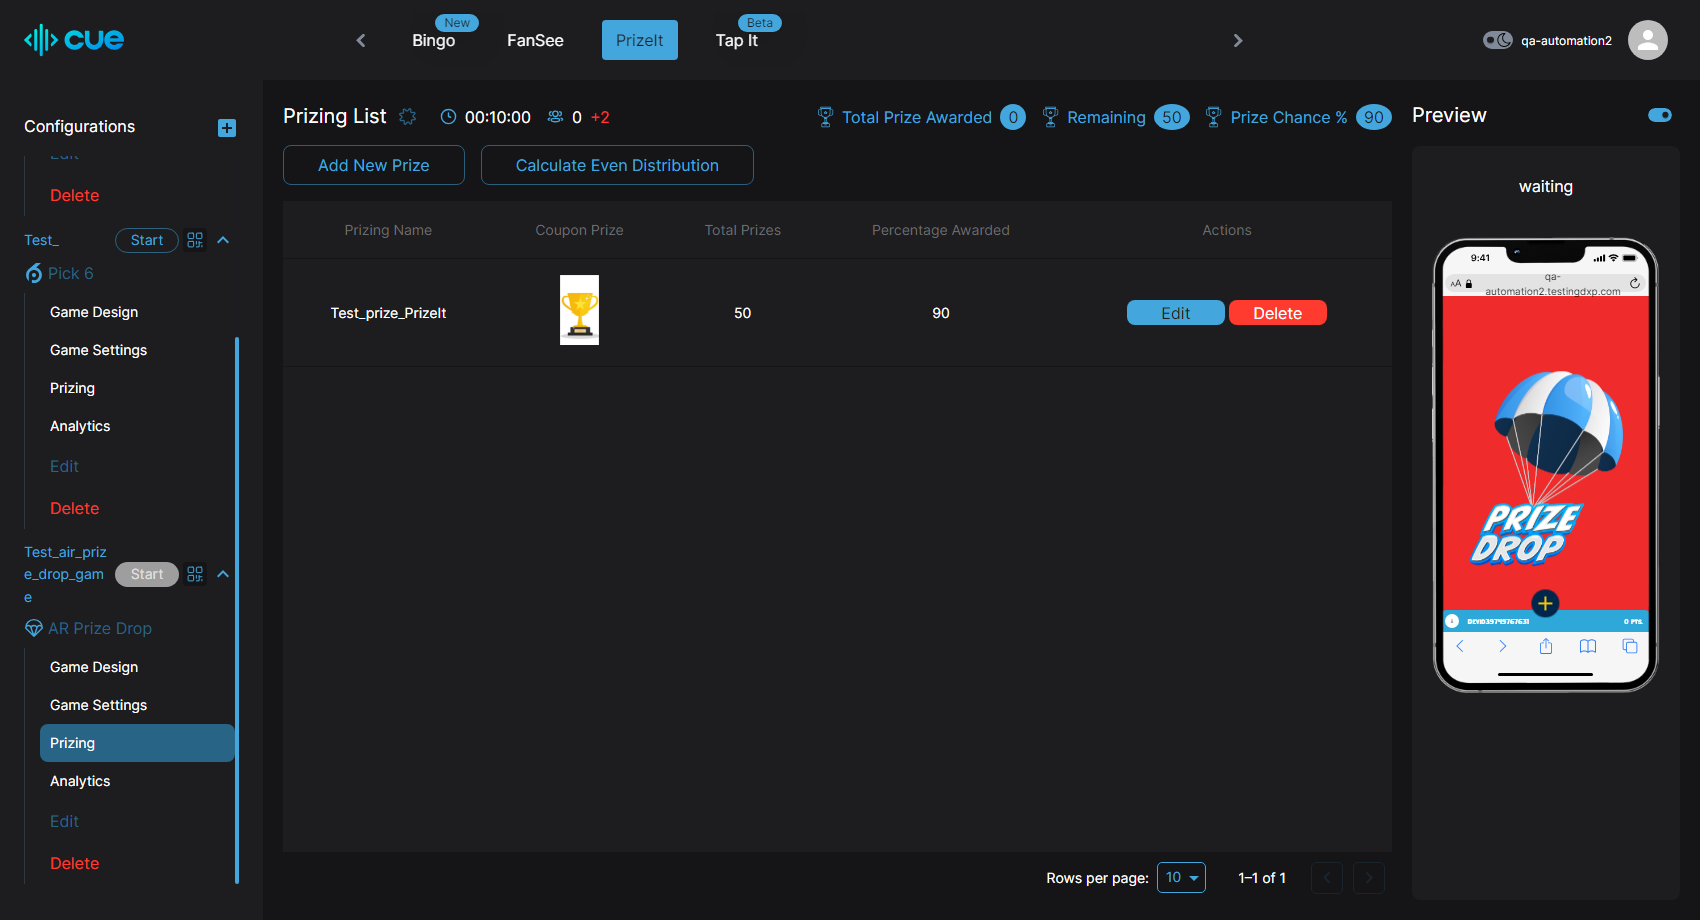 cue
New
Bingo
FanSee
PrizeIt
Beta
Tap It
qa-automation2
Configurations
Edit
Delete
Test_
Start
Pick 6
Game Design
Game Settings
Prizing
Analytics
Edit
Delete
Test_air_priz
e_drop_gam
e
Start
AR Prize Drop
Game Design
Game Settings
Prizing
Analytics
Edit
Delete
Prizing List
00:10:00
0 +2
Total Prize Awarded 0
Remaining 50
Prize Chance % 90
Add New Prize
Calculate Even Distribution
Prizing Name Coupon Prize Total Prizes Percentage Awarded Actions
Test_prize_PrizeIt 50 90 Edit Delete
Rows per page: 10 1–1 of 1
Preview
waiting
9:41
AA
qa-
automation2.testingdxp.com
PRIZE
DROP
0 PTS.